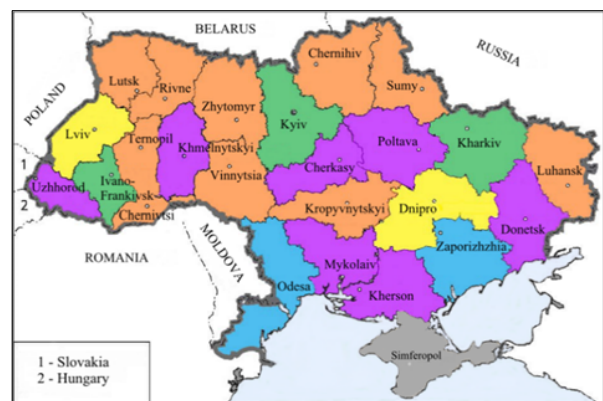 BELARUS
RUSSIA
POLAND
Chernihiv
Lutsk
Rivne
Sumy
Zhytomyr
Kyiv
Lviv
Ternopil
Khmelnytskyi
Poltava
Kharkiv
Cherkasy
1
Uzhhorod
Ivano-
Frankivsk
Vinnytsia
Luhansk
2
Chernivtsi
Kropyvnytskyi
Dnipro
Donetsk
ROMANIA
MOLDOVA
Zaporizhzhia
Mykolaiv
Odesa
Kherson
Simferopol
1 - Slovakia
2 - Hungary